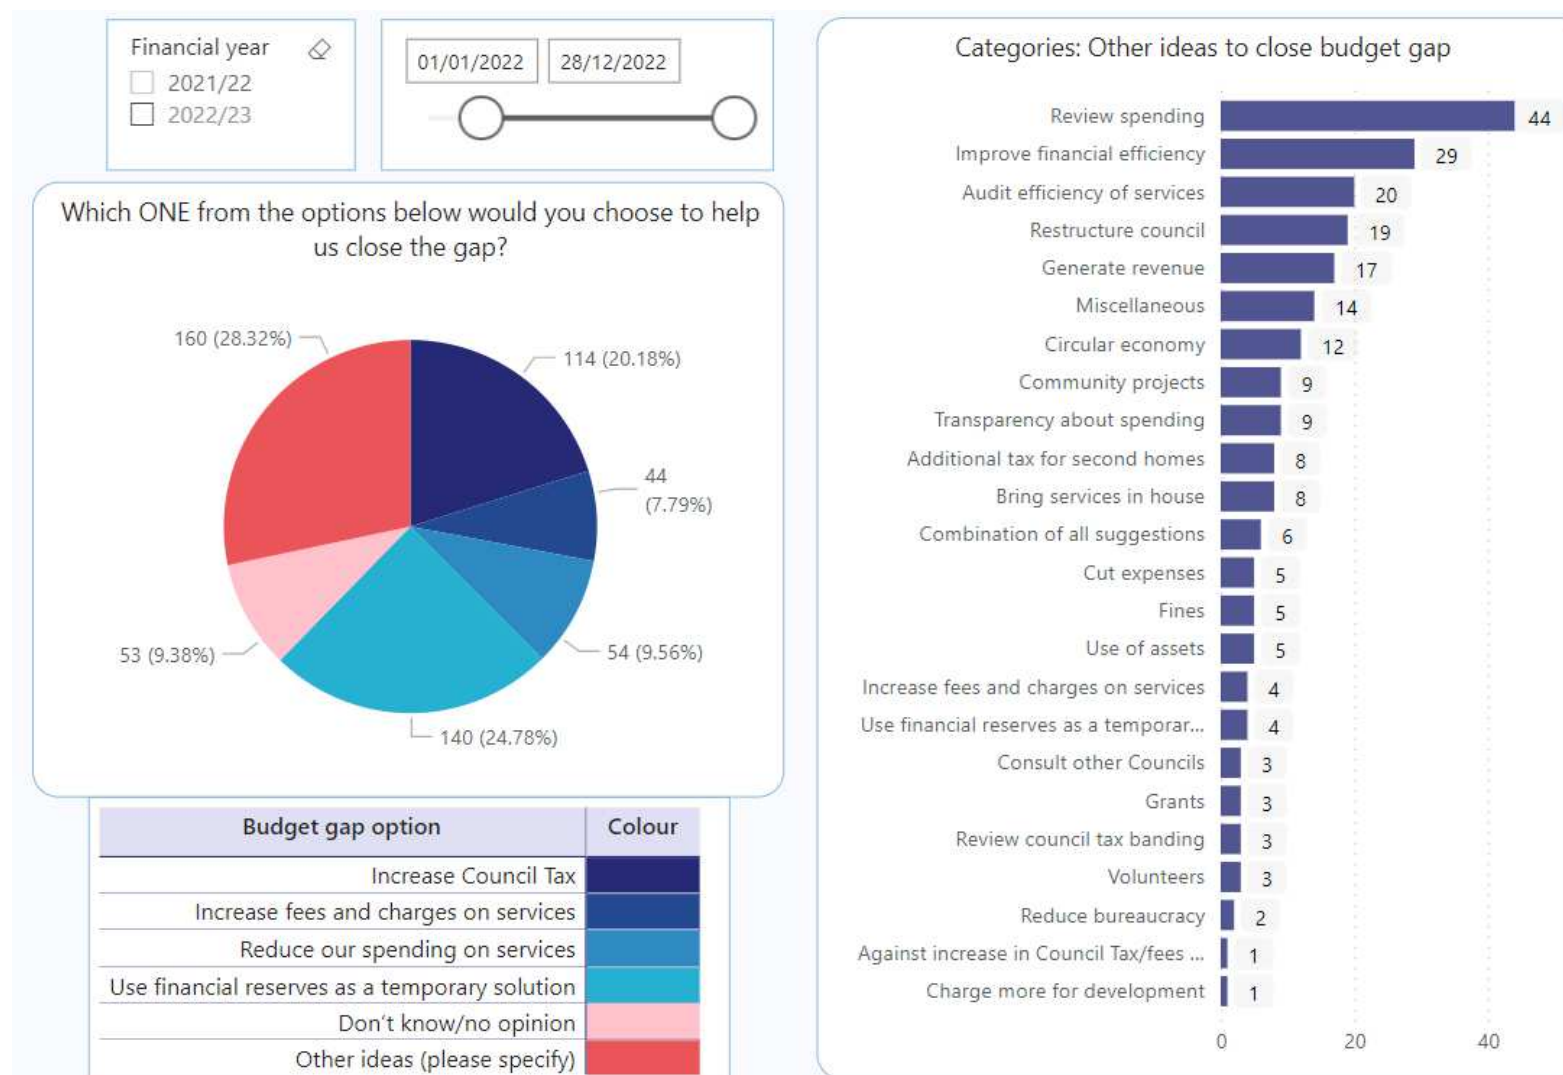 Financial year
2021/22
2022/23
01/01/2022
28/12/2022
Which ONE from the options below would you choose to help
us close the gap?
160 (28.32%)
114 (20.18%)
44
(7.79%)
54 (9.56%)
140 (24.78%)
53 (9.38%)
Budget gap option Colour
Increase Council Tax
Increase fees and charges on services
Reduce our spending on services
Use financial reserves as a temporary solution
Don't know/no opinion
Other ideas (please specify)
Categories: Other ideas to close budget gap
Review spending 44
Improve financial efficiency 29
Audit efficiency of services 20
Restructure council 19
Generate revenue 17
Miscellaneous 14
Circular economy 12
Community projects 9
Transparency about spending 9
Additional tax for second homes 8
Bring services in house 8
Combination of all suggestions 6
Cut expenses 5
Fines 5
Use of assets 5
Increase fees and charges on services 4
Use financial reserves as a temporar... 4
Consult other Councils 3
Grants 3
Review council tax banding 3
Volunteers 3
Reduce bureaucracy 2
Against increase in Council Tax/fees ... 1
Charge more for development 1
0 20 40